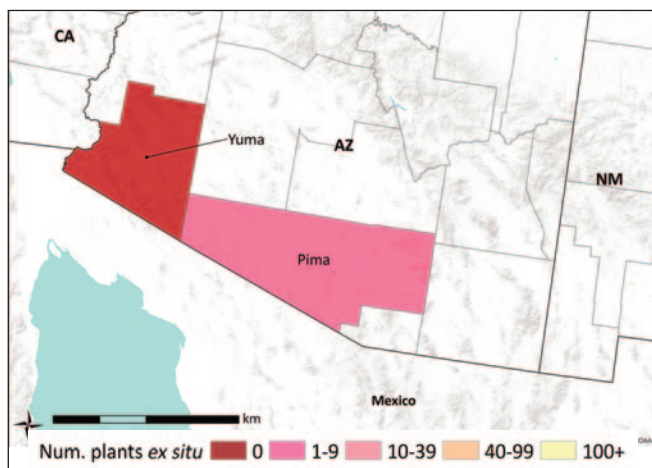 CA
Yuma
AZ
NM
Pima
Mexico
km
Num. plants ex situ 0 1-9 10-39 40-99 100+